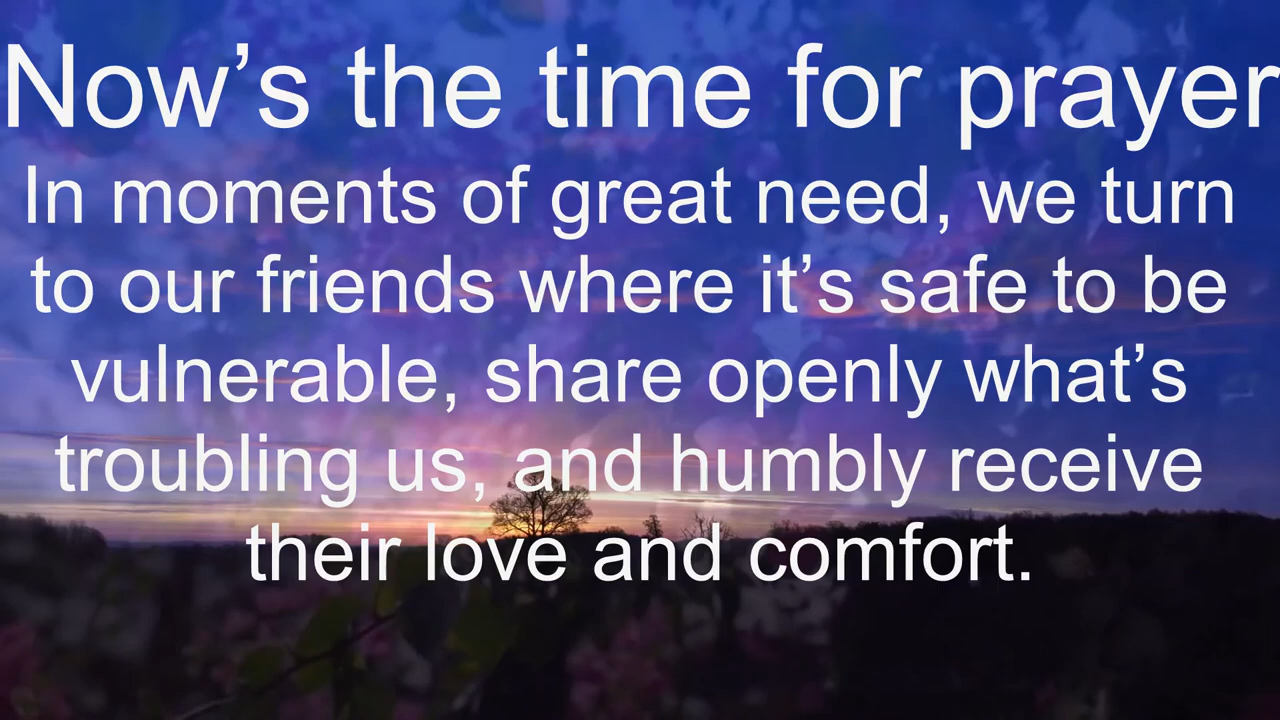 Now’s the time for prayer
In moments of great need, we turn
to our friends where it’s safe to be
vulnerable, share openly what’s
troubling us, and humbly receive
their love and comfort.